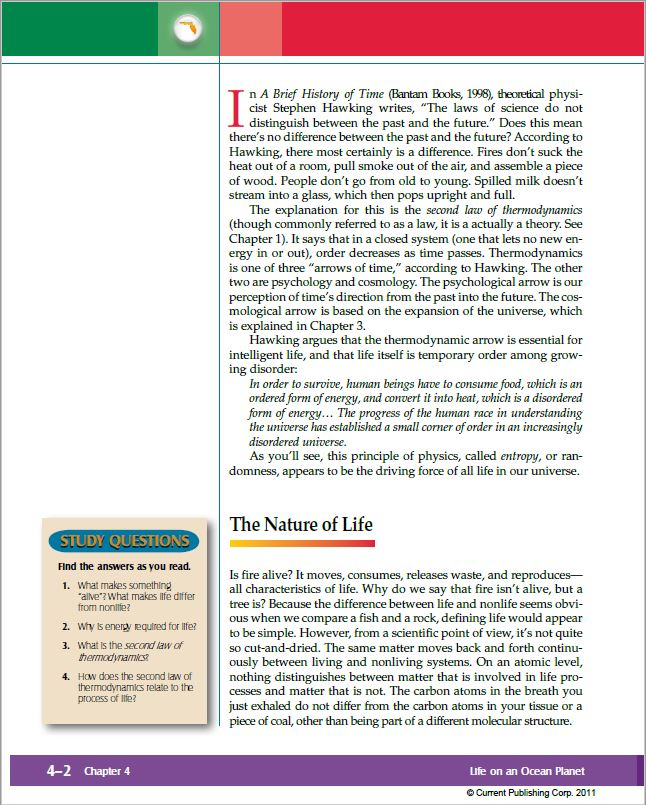 In A Brief History of Time (Bantam Books, 1998), theoretical physi-
cist Stephen Hawking writes, “The laws of science do not
distinguish between the past and the future.” Does this mean
there’s no difference between the past and the future? According to
Hawking, there most certainly is a difference. Fires don’t suck the
heat out of a room, pull smoke out of the air, and assemble a piece
of wood. People don’t go from old to young. Spilled milk doesn’t
stream into a glass, which then pops upright and full.
The explanation for this is the second law of thermodynamics
(though commonly referred to as a law, it is a actually a theory. See
Chapter 1). It says that in a closed system (one that lets no new en-
ergy in or out), order decreases as time passes. Thermodynamics
is one of three “arrows of time,” according to Hawking. The other
two are psychology and cosmology. The psychological arrow is our
perception of time’s direction from the past into the future. The cos-
mological arrow is based on the expansion of the universe, which
is explained in Chapter 3.
Hawking argues that the thermodynamic arrow is essential for
intelligent life, and that life itself is temporary order among grow-
ing disorder:
In order to survive, human beings have to consume food, which is an
ordered form of energy, and convert it into heat, which is a disordered
form of energy… The progress of the human race in understanding
the universe has established a small corner of order in an increasingly
disordered universe.
As you’ll see, this principle of physics, called entropy, or ran-
domness, appears to be the driving force of all life in our universe.
STUDY QUESTIONS
Find the answers as you read.
1. What makes something
“alive”? What makes life differ
from nonlife?
2. Why is energy required for life?
3. What is the second law of
thermodynamics?
4. How does the second law of
thermodynamics relate to the
process of life?
The Nature of Life
Is fire alive? It moves, consumes, releases waste, and reproduces—
all characteristics of life. Why do we say that fire isn’t alive, but a
tree is? Because the difference between life and nonlife seems obvi-
ous when we compare a fish and a rock, defining life would appear
to be simple. However, from a scientific point of view, it’s not quite
so cut-and-dried. The same matter moves back and forth continu-
ously between living and nonliving systems. On an atomic level,
nothing distinguishes between matter that is involved in life pro-
cesses and matter that is not. The carbon atoms in the breath you
just exhaled do not differ from the carbon atoms in your tissue or a
piece of coal, other than being part of a different molecular structure.
4–2 Chapter 4
Life on an Ocean Planet
© Current Publishing Corp. 2011